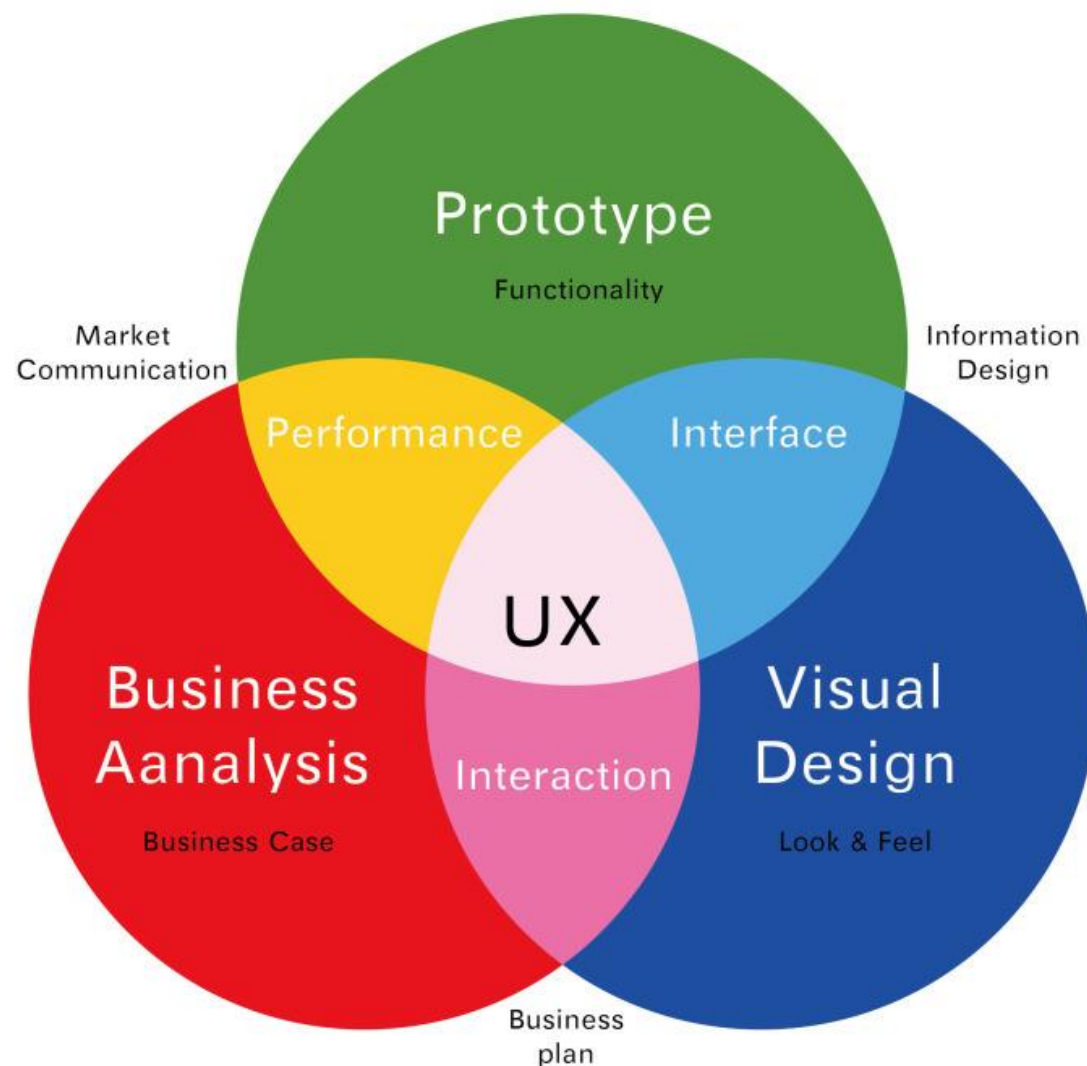 Prototype
Functionality
Market
Communication
Information
Design
Performance
Interface
UX
Business
Aanalysis
Visual
Design
Interaction
Business Case
Look & Feel
Business
plan